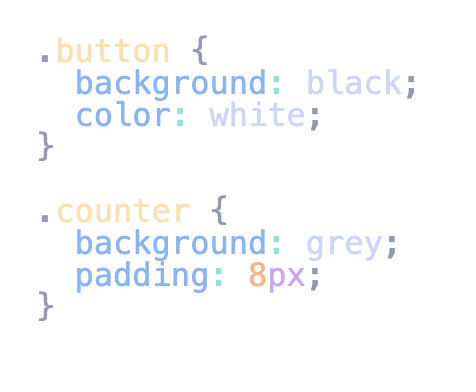 .button {
  background: black;
  color: white;
}

.counter {
  background: grey;
  padding: 8px;
}